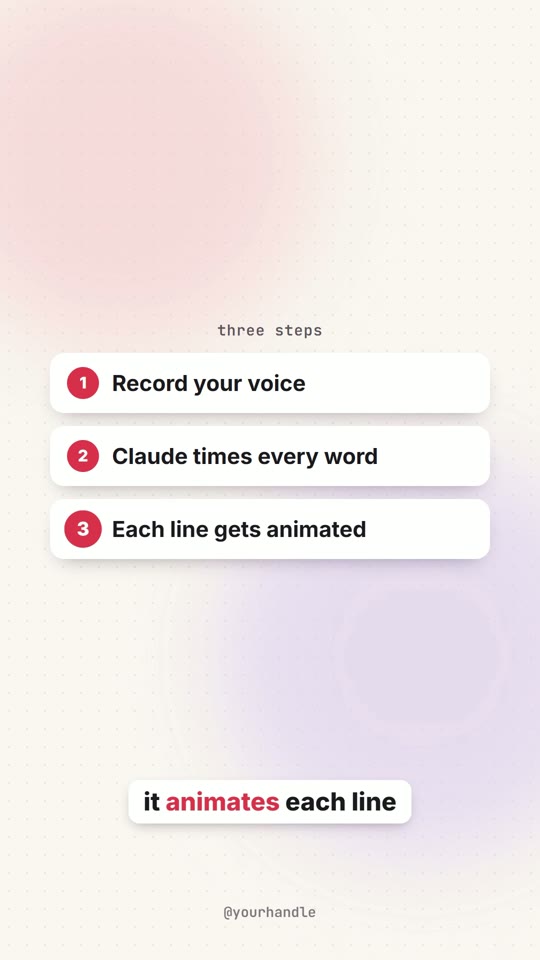 three steps
1 Record your voice
2 Claude times every word
3 Each line gets animated
it animates each line
@yourhandle